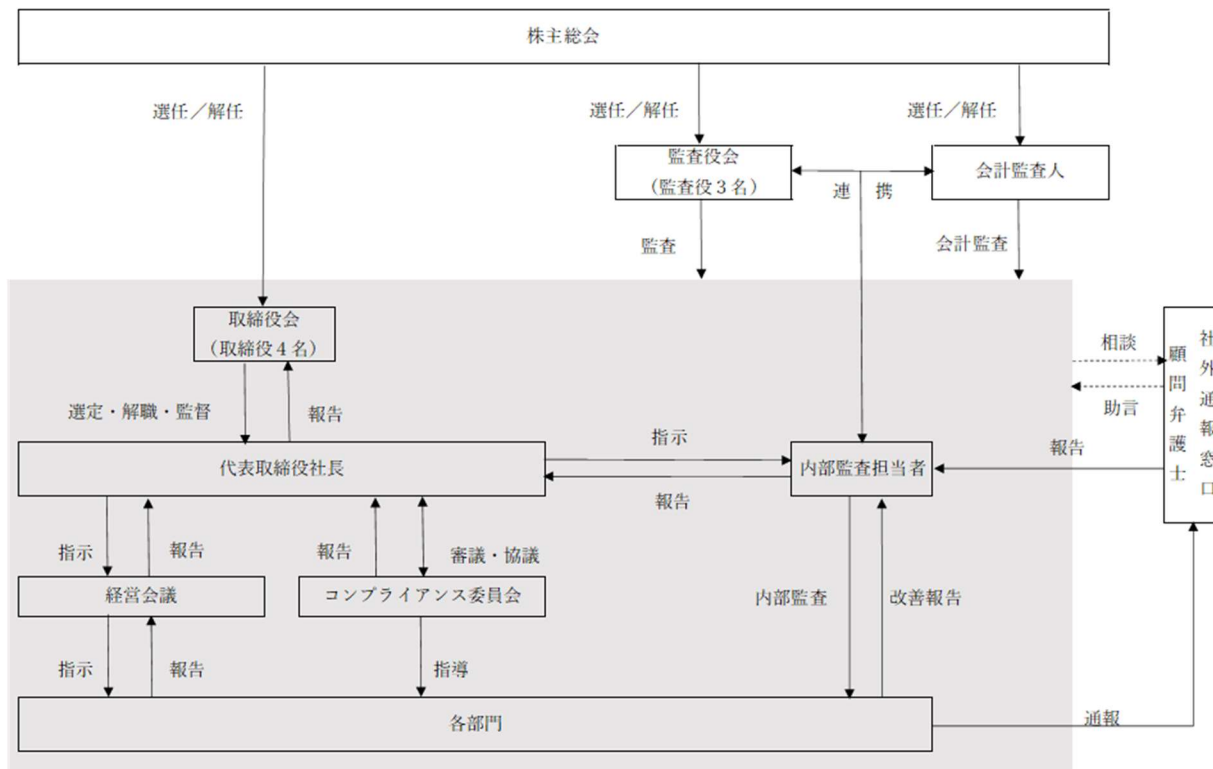 株主総会
選任／解任
選任／解任
選任／解任
監査役会
（監査役３名）
会計監査人
連 携
監査
会計監査
取締役会
（取締役４名）
相談
助言
顧問弁護士
社外通報窓口
選定・解職・監督
報告
指示
報告
代表取締役社長
内部監査担当者
報告
指示
報告
報告
審議・協議
経営会議
コンプライアンス委員会
内部監査
改善報告
指示
報告
指導
各部門
通報